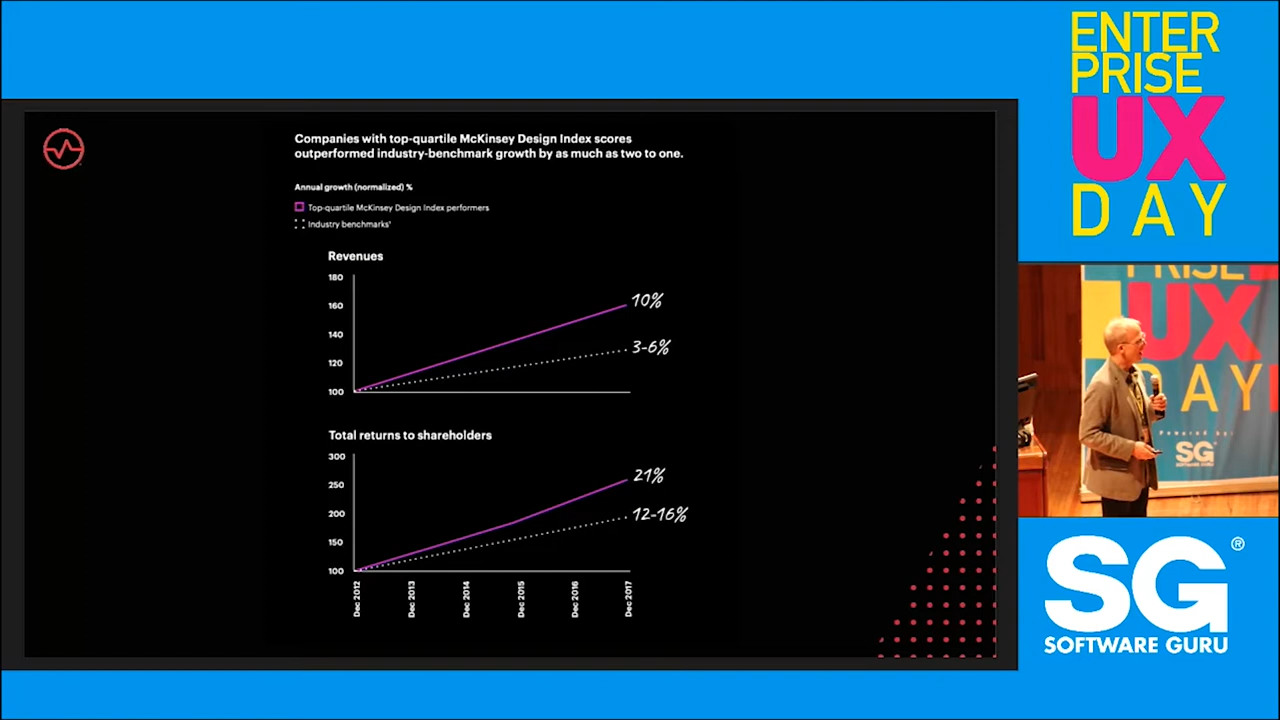 Companies with top-quartile McKinsey Design Index scores
outperformed industry-benchmark growth by as much as two to one.
Annual growth (normalized) %
Top-quartile McKinsey Design Index performers
Industry benchmarks¹
Revenues
180
160
140
120
100
10%
3-6%
Total returns to shareholders
300
250
200
150
100
21%
12-16%
Dec 2012
Dec 2013
Dec 2014
Dec 2015
Dec 2016
Dec 2017
ENTER
PRISE
UX
DAY
PRISE
UX
DAY
Powered by:
SG
SOFTWARE GURU
SG®
SOFTWARE GURU